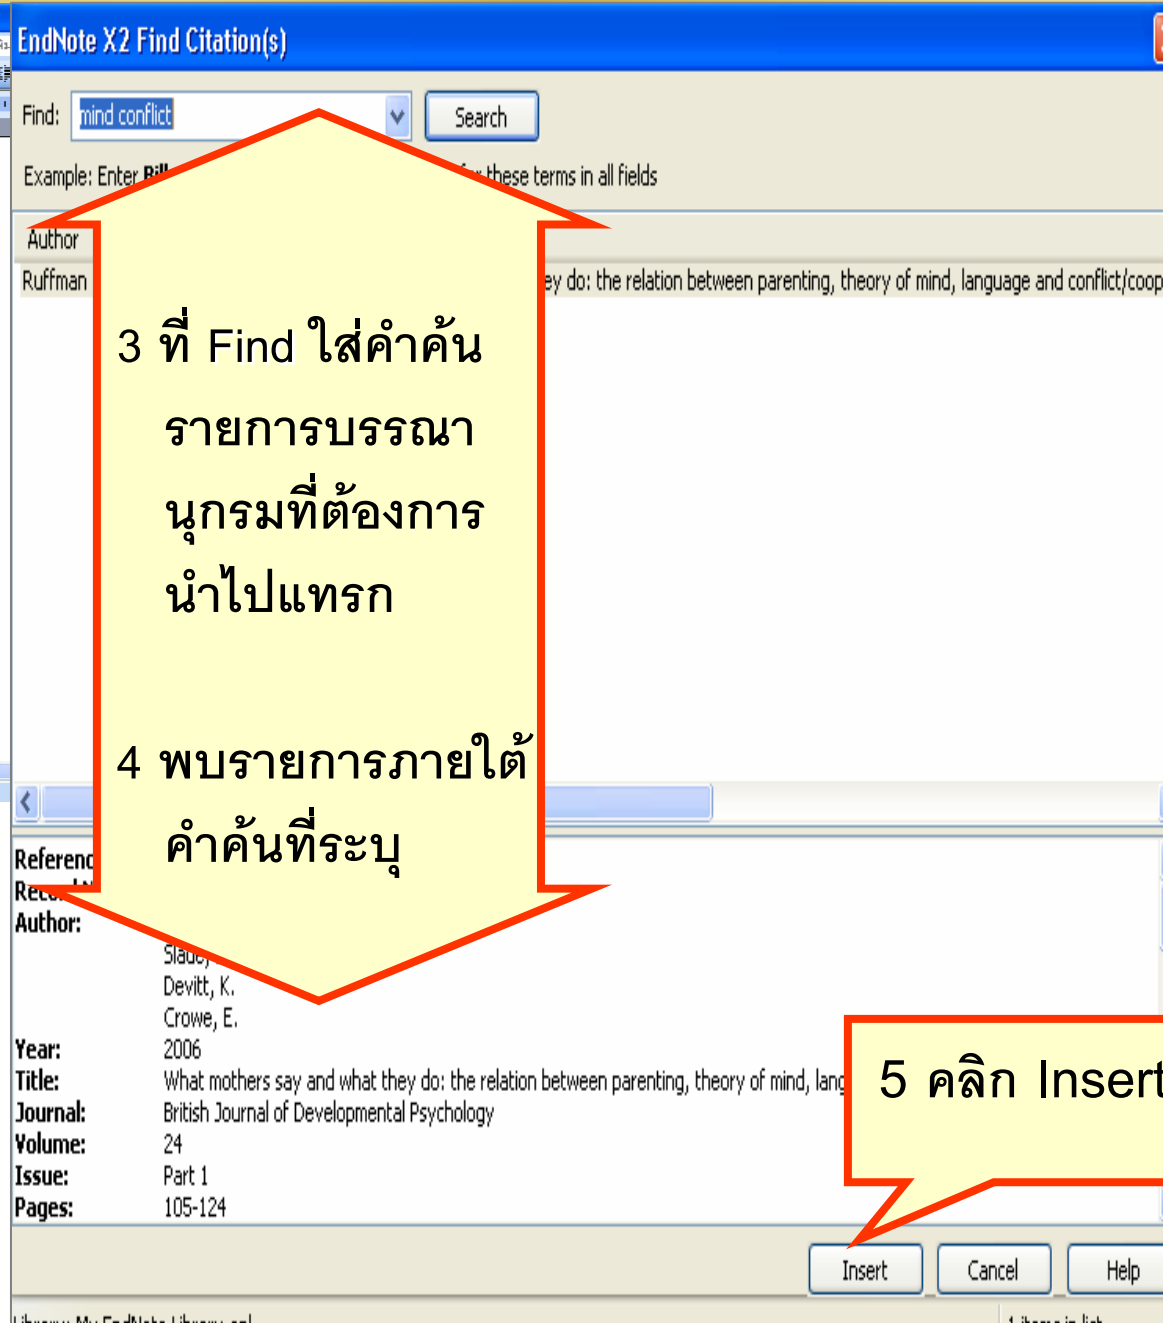 EndNote X2 Find Citation(s)
Find: mind conflict Search
Example: Enter these terms in all fields
Author
Ruffman they do: the relation between parenting, theory of mind, language and conflict/coop
3 ที่ Find ใส่คำค้น
รายการบรรณา
นุกรมที่ต้องการ
นำไปแทรก
4 พบรายการภายใต้
คำค้นที่ระบุ
Author:
Slade,
Devitt, K.
Crowe, E.
Year: 2006
Title: What mothers say and what they do: the relation between parenting, theory of mind, lang
Journal: British Journal of Developmental Psychology
Volume: 24
Issue: Part 1
Pages: 105-124
5 คลิก Insert
Insert Cancel Help